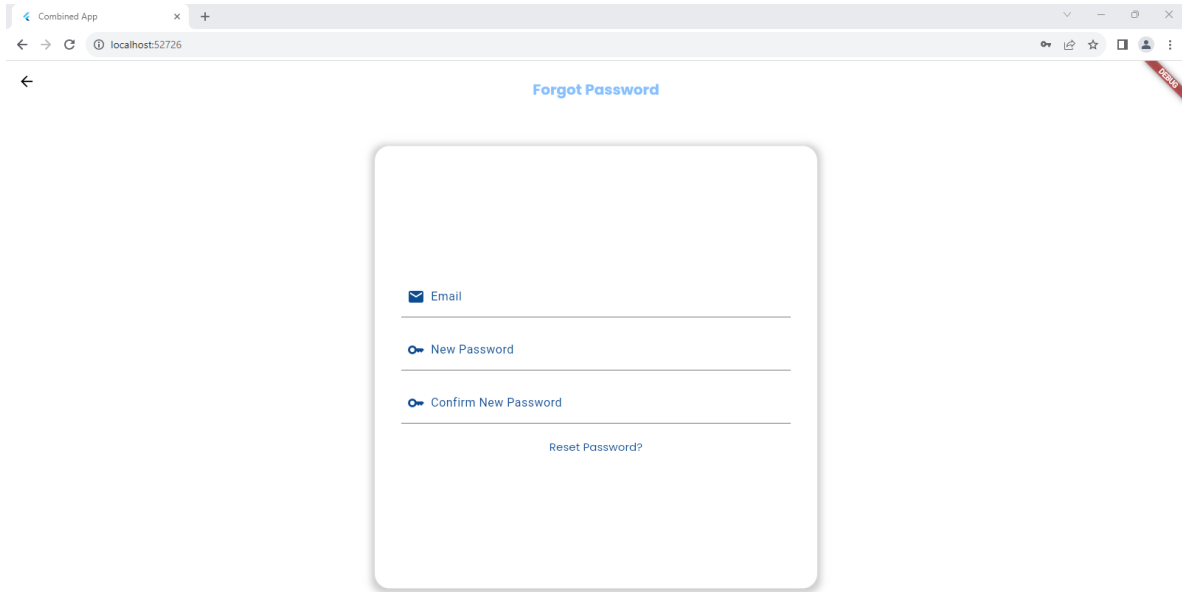 Combined App
localhost:52726
DEBUG
Forgot Password
Email
New Password
Confirm New Password
Reset Password?